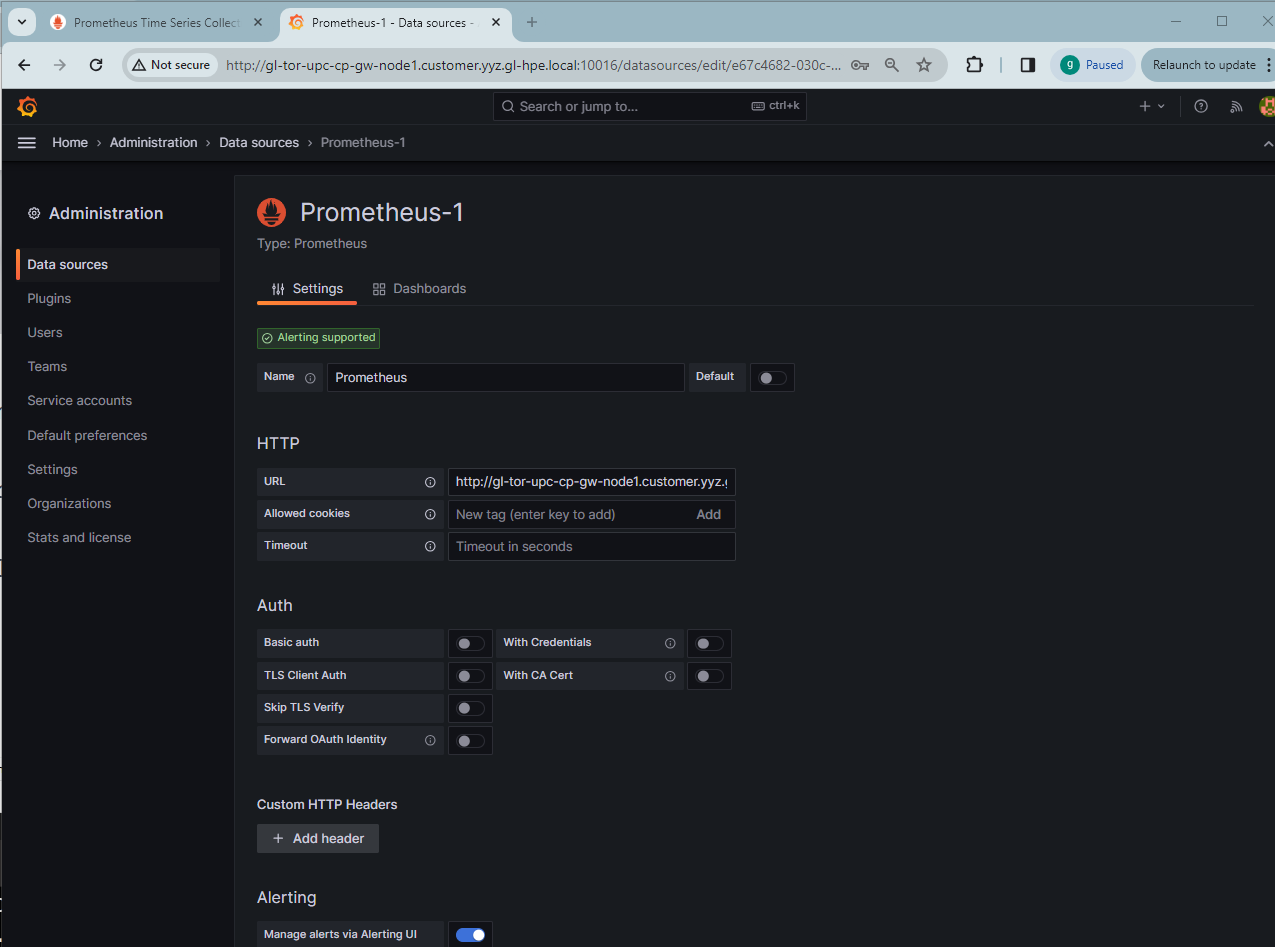 Prometheus Time Series Collect
Prometheus-1 - Data sources -
Not secure
http://gl-tor-upc-cp-gw-node1.customer.yyz.gl-hpe.local:10016/datasources/edit/e67c4682-030c-...
g Paused
Relaunch to update
Search or jump to...
ctrl+k
Home › Administration › Data sources › Prometheus-1
Administration
Data sources
Plugins
Users
Teams
Service accounts
Default preferences
Settings
Organizations
Stats and license
Prometheus-1
Type: Prometheus
Settings
Dashboards
Alerting supported
Name
Prometheus
Default
HTTP
URL
http://gl-tor-upc-cp-gw-node1.customer.yyz.g
Allowed cookies
New tag (enter key to add)
Add
Timeout
Timeout in seconds
Auth
Basic auth
With Credentials
TLS Client Auth
With CA Cert
Skip TLS Verify
Forward OAuth Identity
Custom HTTP Headers
+ Add header
Alerting
Manage alerts via Alerting UI